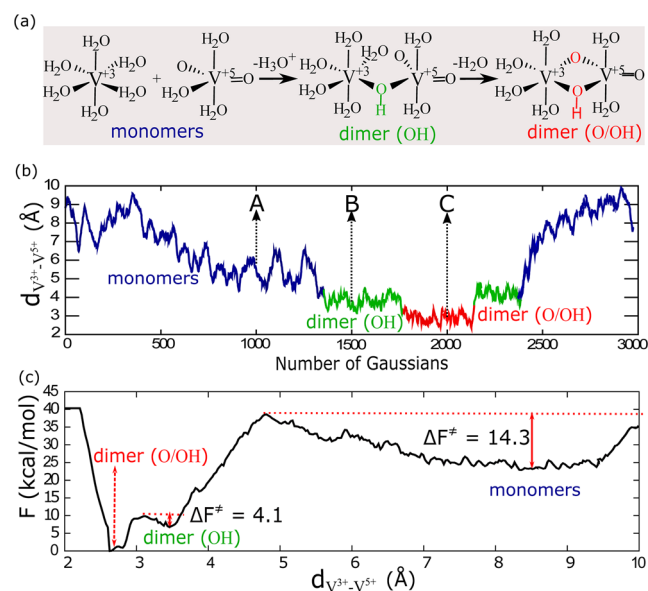 (a)
H2O H2O H2O H2O H2O
H2O V+3 H2O + O V+5=O -H3O+ H2O V+3 O V+5=O -H2O H2O V+3 O V+5=O
H2O H2O H2O H2O O H2O O
H2O H2O H2O H H2O H2O H H2O
monomers dimer (OH) dimer (O/OH)
(b)
10
9
8
7
6
5
4
3
2
dV3+-V5+ (Å)
A B C
monomers
dimer (OH)
dimer (O/OH)
0 500 1000 1500 2000 2500 3000
Number of Gaussians
(c)
45
40
35
30
25
20
15
10
5
0
F (kcal/mol)
dimer (O/OH)
ΔF≠ = 14.3
monomers
ΔF≠ = 4.1
dimer (OH)
2 3 4 5 6 7 8 9 10
dV3+-V5+ (Å)